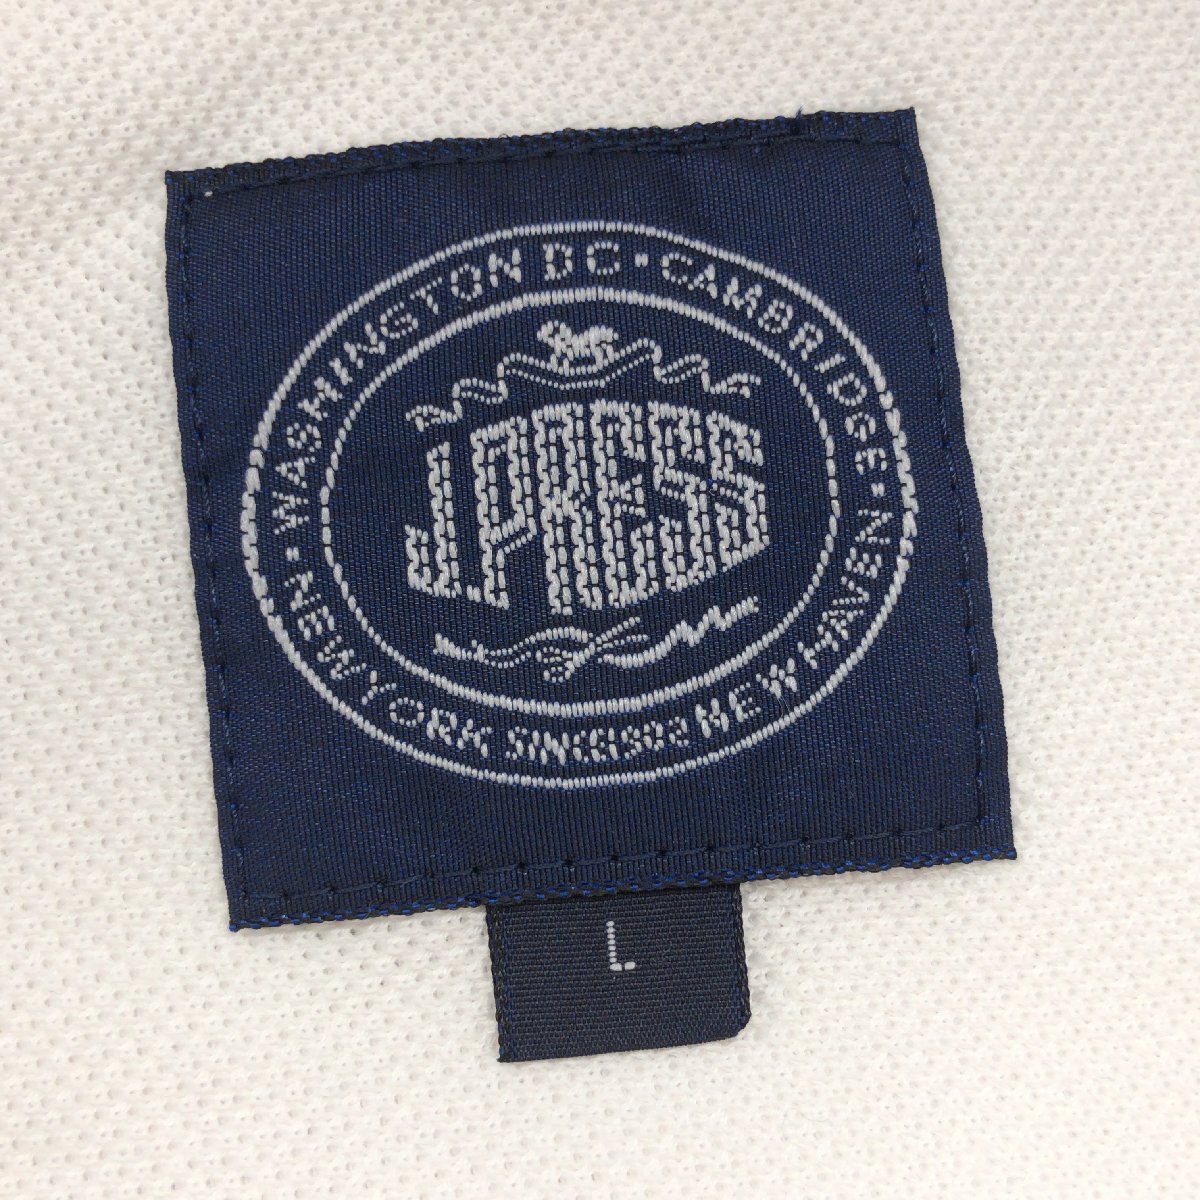 WASHINGTON DC · CAMBRIDGE · NEW HAVEN · NEW YORK
J.PRESS
SINCE 1902
L